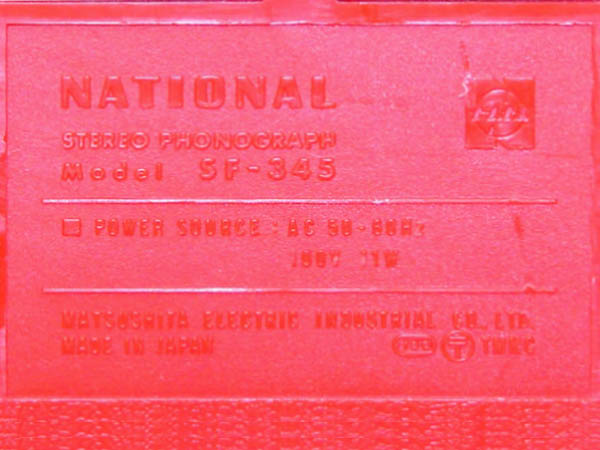 NATIONAL
STEREO PHONOGRAPH
Model SF-345
POWER SOURCE : AC 50-60Hz
100V 11W
MATSUSHITA ELECTRIC INDUSTRIAL CO., LTD.
MADE IN JAPAN